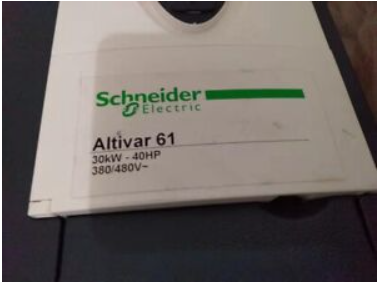 Schneider
Electric
Altivar 61
30kW - 40HP
380/480V~